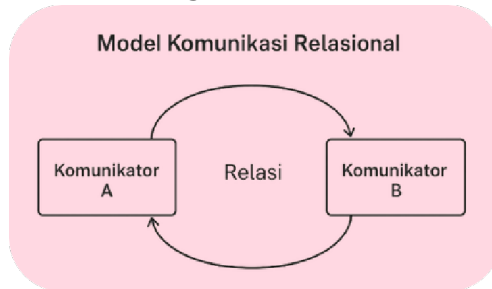 Model Komunikasi Relasional
Komunikator
A
Relasi
Komunikator
B